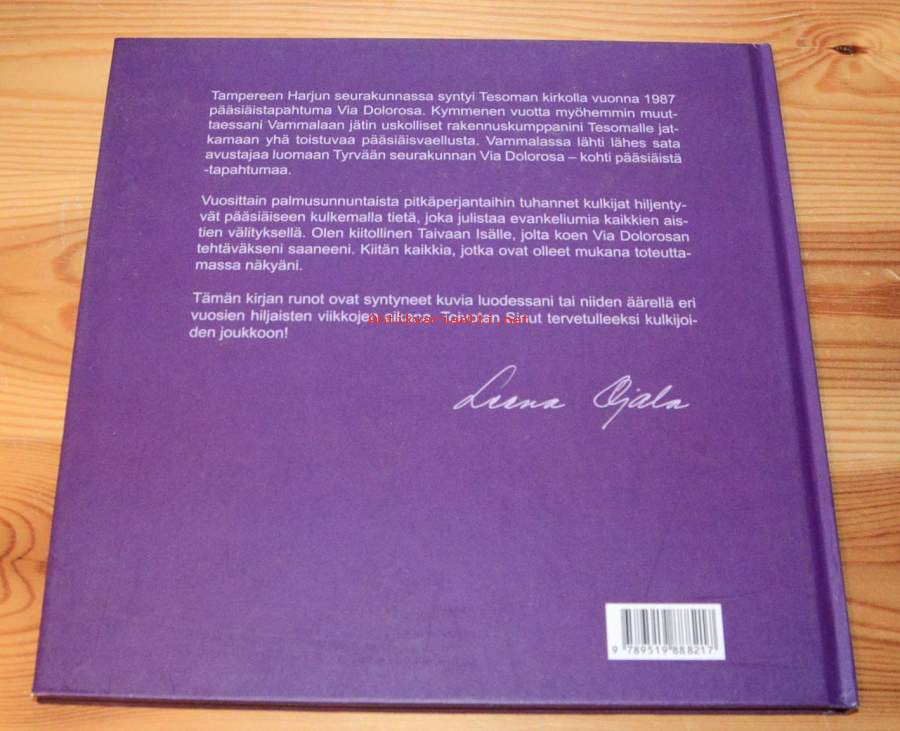 Tampereen Harjun seurakunnassa syntyi Tesoman kirkolla vuonna 1987
pääsiäistapahtuma Via Dolorosa. Kymmenen vuotta myöhemmin muut-
taessani Vammalaan jätin uskolliset rakennuskumppanini Tesomalle jat-
kamaan yhä toistuvaa pääsiäisvaellusta. Vammalassa lähti lähes sata
avustajaa luomaan Tyrvään seurakunnan Via Dolorosa – kohti pääsiäistä
-tapahtumaa.
Vuosittain palmusunnuntaista pitkäperjantaihin tuhannet kulkijat hiljenty-
vät pääsiäiseen kulkemalla tietä, joka julistaa evankeliumia kaikkien ais-
tien välityksellä. Olen kiitollinen Taivaan Isälle, jolta koen Via Dolorosan
tehtäväkseni saaneeni. Kiitän kaikkia, jotka ovat olleet mukana toteutta-
massa näkyäni.
Tämän kirjan runot ovat syntyneet kuvia luodessani tai niiden äärellä eri
vuosien hiljaisten viikkojen aikana. Toivotan Sinut tervetulleeksi kulkijoi-
den joukkoon!
Ojala
9 789519 888217